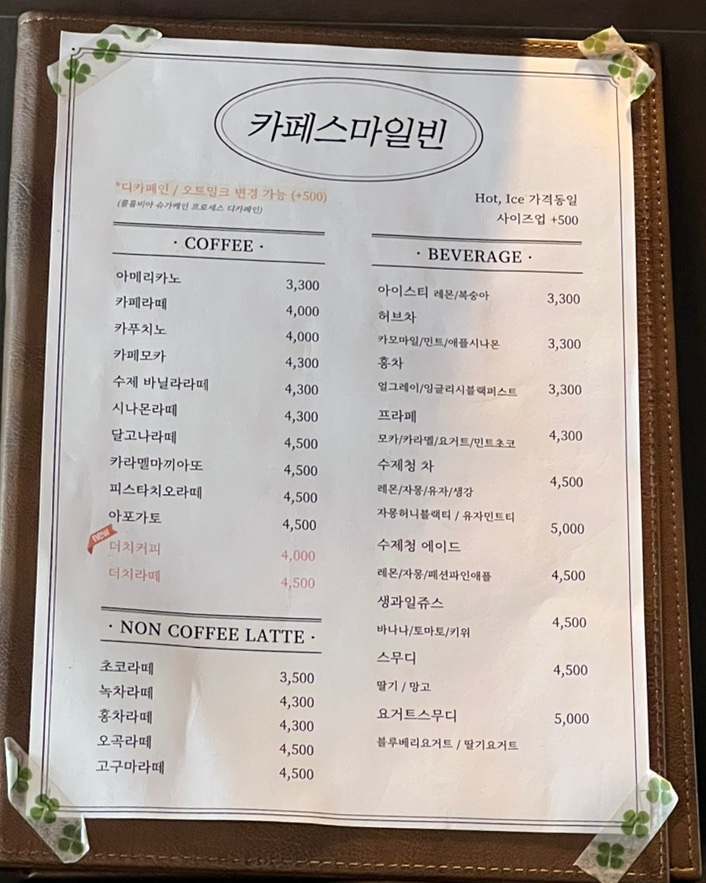 카페스마일빈
*디카페인 / 오트밀크 변경 가능 (+500)
(콜롬비아 슈가케인 프로세스 디카페인)
Hot, Ice 가격동일
사이즈업 +500
· COFFEE ·
아메리카노 3,300
카페라떼 4,000
카푸치노 4,000
카페모카 4,300
수제 바닐라라떼 4,300
시나몬라떼 4,300
달고나라떼 4,500
카라멜마끼아또 4,500
피스타치오라떼 4,500
아포가토 4,500
new
더치커피 4,000
더치라떼 4,500
· NON COFFEE LATTE ·
초코라떼 3,500
녹차라떼 4,300
홍차라떼 4,300
오곡라떼 4,500
고구마라떼 4,500
· BEVERAGE ·
아이스티 레몬/복숭아 3,300
허브차
카모마일/민트/애플시나몬 3,300
홍차
얼그레이/잉글리시블랙퍼스트 3,300
프라페
모카/카라멜/요거트/민트초코 4,300
수제청 차
레몬/자몽/유자/생강 4,500
자몽허니블랙티 / 유자민트티 5,000
수제청 에이드
레몬/자몽/패션파인애플 4,500
생과일쥬스
바나나/토마토/키위 4,500
스무디
딸기 / 망고 4,500
요거트스무디 5,000
블루베리요거트 / 딸기요거트